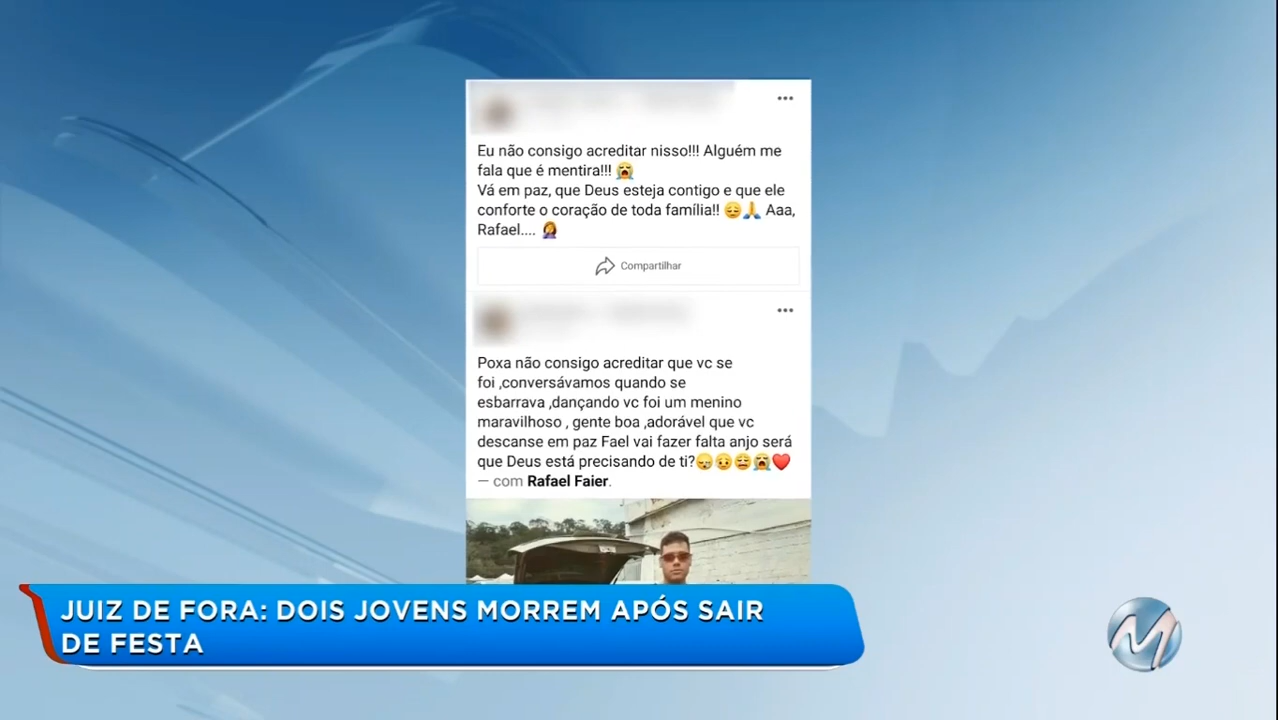 Eu não consigo acreditar nisso!!! Alguém me
fala que é mentira!!! 😭
Vá em paz, que Deus esteja contigo e que ele
conforte o coração de toda família!! 😔🙏 Aaa,
Rafael.... 🤦‍♀️
Compartilhar
Poxa não consigo acreditar que vc se
foi ,conversávamos quando se
esbarrava ,dançando vc foi um menino
maravilhoso , gente boa ,adorável que vc
descanse em paz Fael vai fazer falta anjo será
que Deus está precisando de ti?😪😔😩😭❤️
— com Rafael Faier.
JUIZ DE FORA: DOIS JOVENS MORREM APÓS SAIR
DE FESTA
M